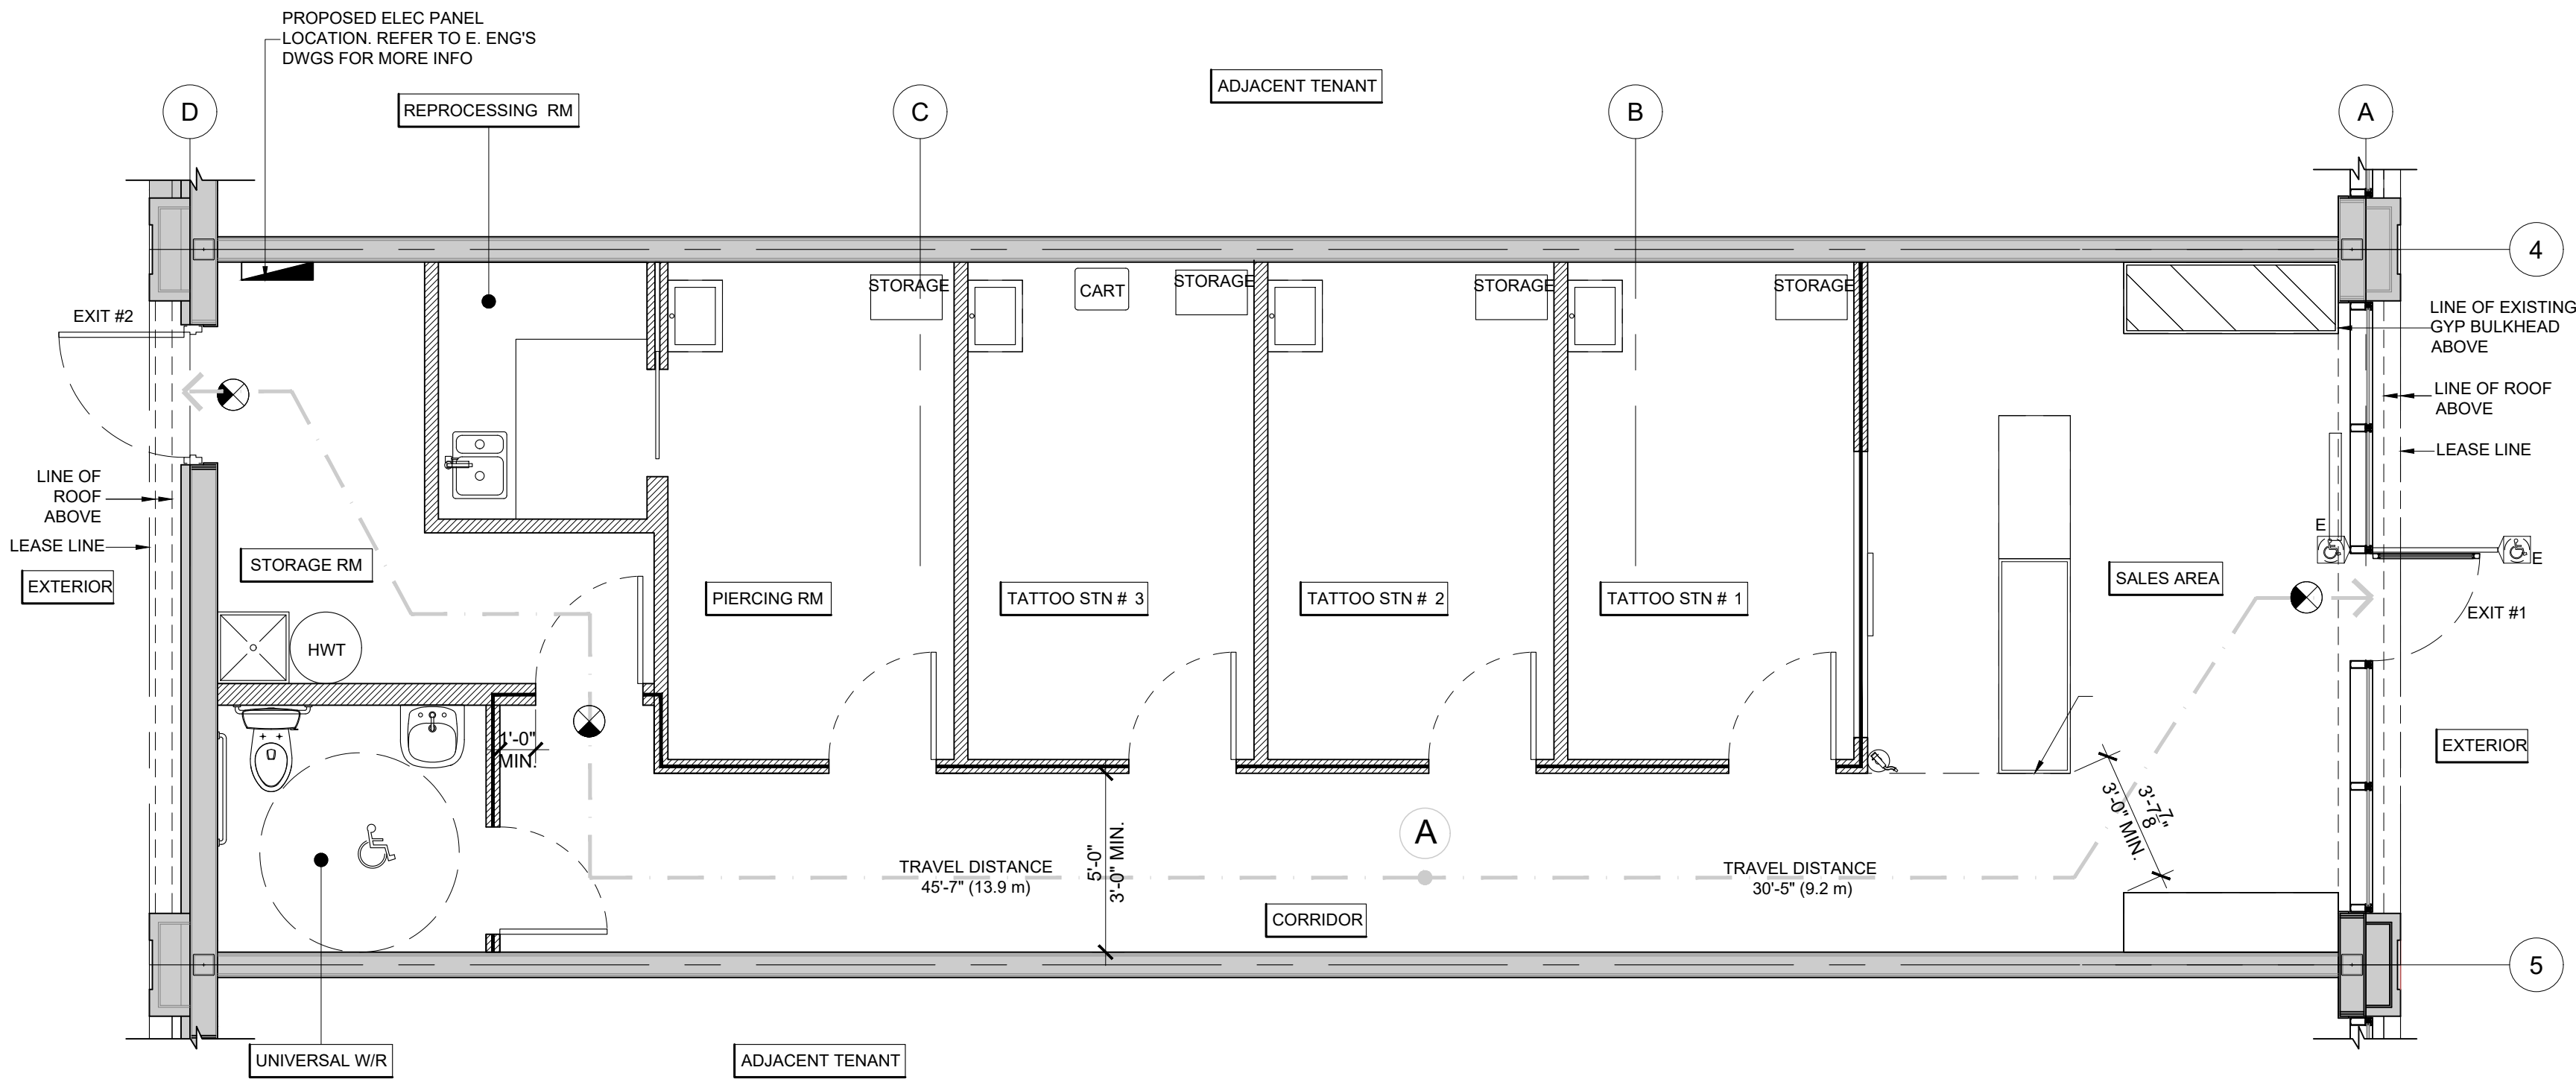 PROPOSED ELEC PANEL
LOCATION. REFER TO E. ENG'S
DWGS FOR MORE INFO
REPROCESSING RM
ADJACENT TENANT
D
C
B
A
4
STORAGE
CART
STORAGE
STORAGE
STORAGE
EXIT #2
LINE OF EXISTING
GYP BULKHEAD
ABOVE
LINE OF ROOF
ABOVE
LEASE LINE
LINE OF
ROOF
ABOVE
LEASE LINE
EXTERIOR
STORAGE RM
HWT
PIERCING RM
TATTOO STN # 3
TATTOO STN # 2
TATTOO STN # 1
SALES AREA
E
E
EXIT #1
EXTERIOR
1'-0"
MIN.
5'-0"
3'-0" MIN.
3'-7 7/8"
3'-0" MIN.
A
TRAVEL DISTANCE
45'-7" (13.9 m)
TRAVEL DISTANCE
30'-5" (9.2 m)
CORRIDOR
5
UNIVERSAL W/R
ADJACENT TENANT